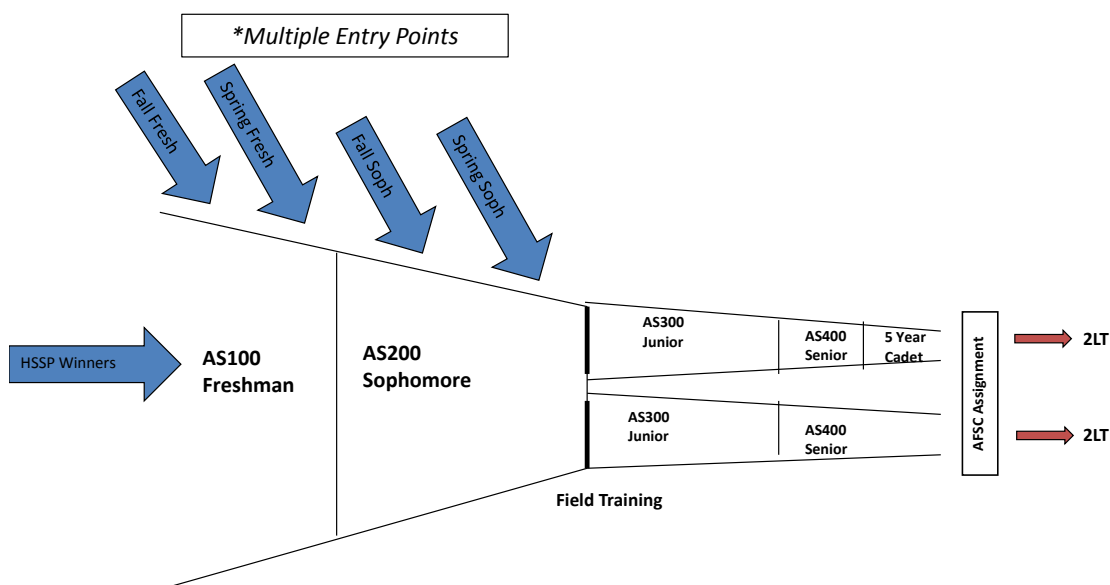 *Multiple Entry Points
Fall Fresh
Spring Fresh
Fall Soph
Spring Soph
HSSP Winners
AS100
Freshman
AS200
Sophomore
AS300
Junior
AS400
Senior
5 Year
Cadet
AS300
Junior
AS400
Senior
Field Training
AFSC Assignment
2LT
2LT